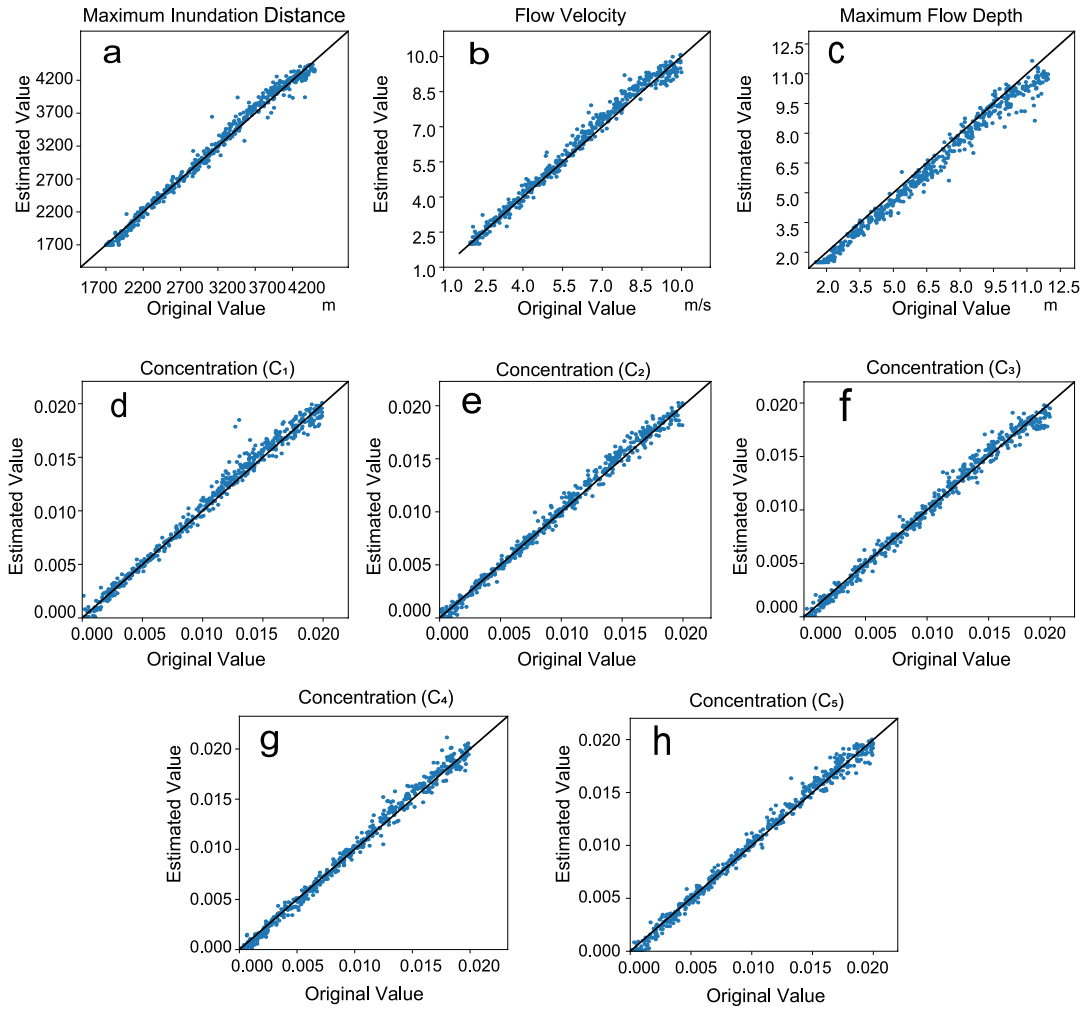 Maximum Inundation Distance
a
Estimated Value
4200
3700
3200
2700
2200
1700
1700 2200 2700 3200 3700 4200
Original Value m
Flow Velocity
b
Estimated Value
10.0
8.5
7.0
5.5
4.0
2.5
1.0
1.0 2.5 4.0 5.5 7.0 8.5 10.0
Original Value m/s
Maximum Flow Depth
c
Estimated Value
12.5
11.0
9.5
8.0
6.5
5.0
3.5
2.0
2.0 3.5 5.0 6.5 8.0 9.5 11.0 12.5
Original Value m
Concentration (C₁)
d
Estimated Value
0.020
0.015
0.010
0.005
0.000
0.000 0.005 0.010 0.015 0.020
Original Value
Concentration (C₂)
e
Estimated Value
0.020
0.015
0.010
0.005
0.000
0.000 0.005 0.010 0.015 0.020
Original Value
Concentration (C₃)
f
Estimated Value
0.020
0.015
0.010
0.005
0.000
0.000 0.005 0.010 0.015 0.020
Original Value
Concentration (C₄)
g
Estimated Value
0.020
0.015
0.010
0.005
0.000
0.000 0.005 0.010 0.015 0.020
Original Value
Concentration (C₅)
h
Estimated Value
0.020
0.015
0.010
0.005
0.000
0.000 0.005 0.010 0.015 0.020
Original Value